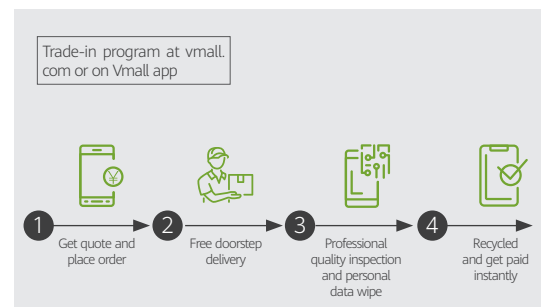 Trade-in program at vmall.
com or on Vmall app
¥
1
2
3
4
Get quote and
place order
Free doorstep
delivery
Professional
quality inspection
and personal
data wipe
Recycled
and get paid
instantly